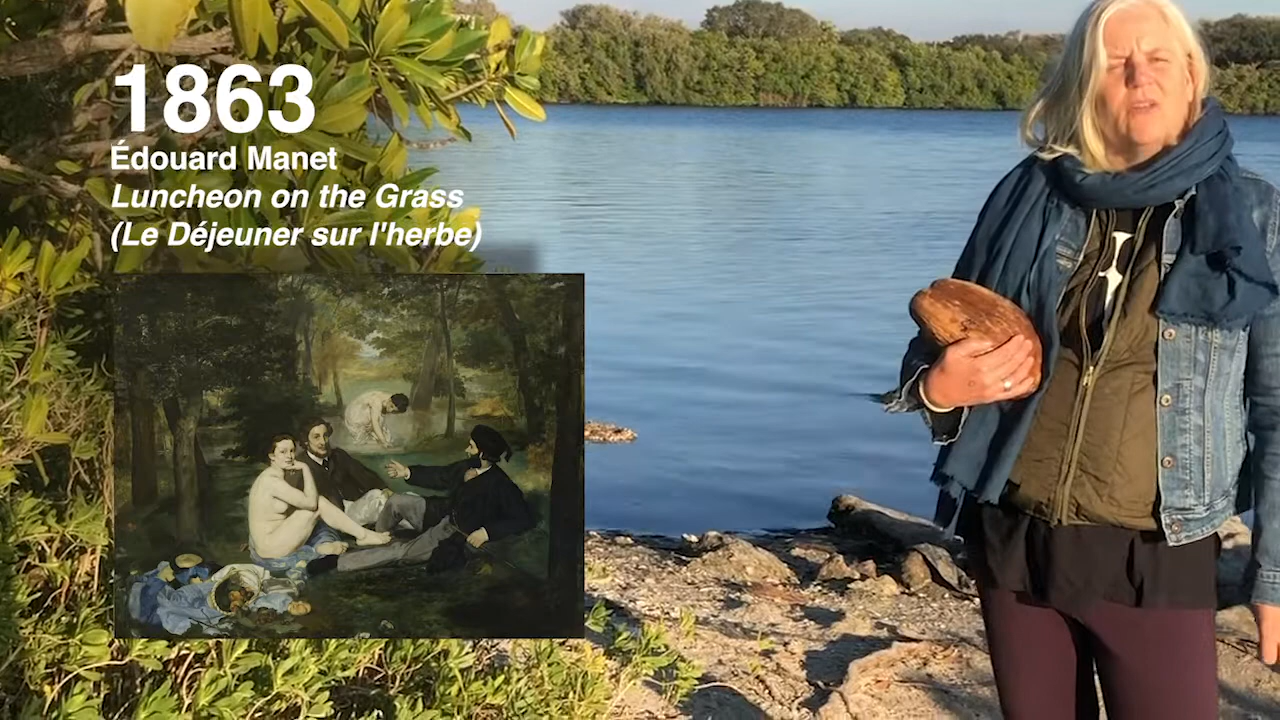 1863
Édouard Manet
Luncheon on the Grass
(Le Déjeuner sur l'herbe)